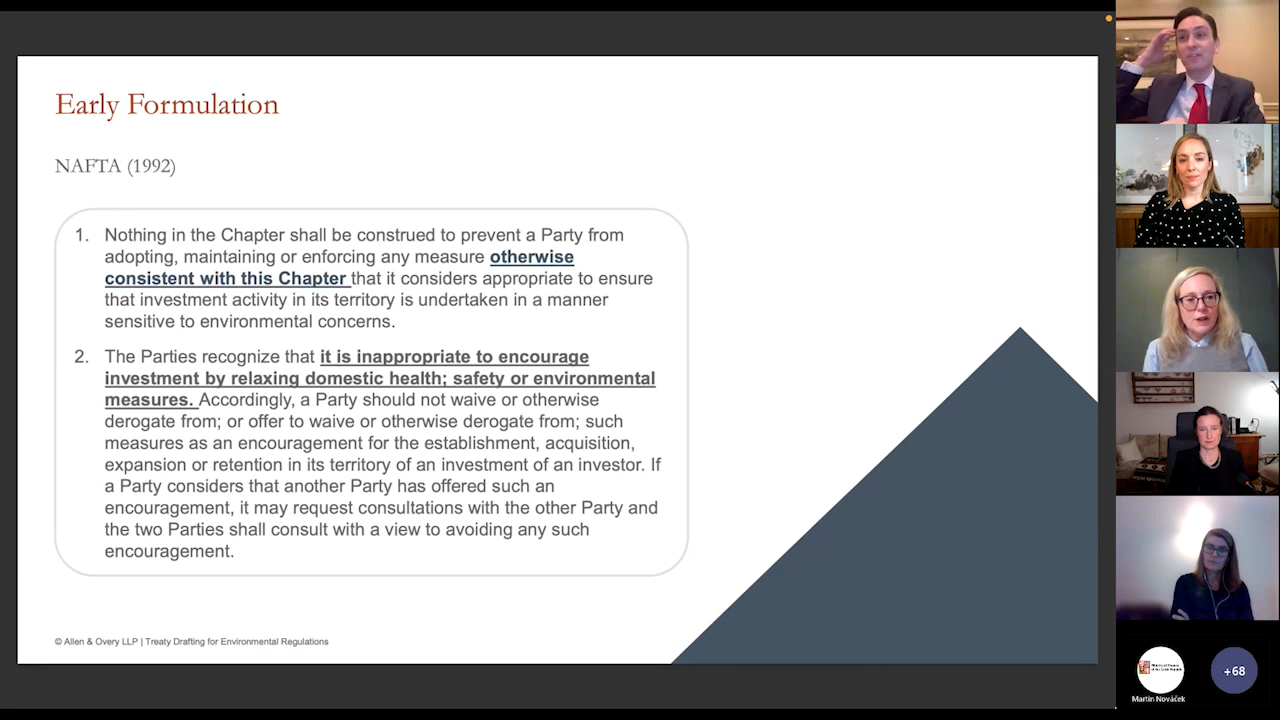 Early Formulation
NAFTA (1992)
1. Nothing in the Chapter shall be construed to prevent a Party from
adopting, maintaining or enforcing any measure otherwise
consistent with this Chapter that it considers appropriate to ensure
that investment activity in its territory is undertaken in a manner
sensitive to environmental concerns.
2. The Parties recognize that it is inappropriate to encourage
investment by relaxing domestic health; safety or environmental
measures. Accordingly, a Party should not waive or otherwise
derogate from; or offer to waive or otherwise derogate from; such
measures as an encouragement for the establishment, acquisition,
expansion or retention in its territory of an investment of an investor. If
a Party considers that another Party has offered such an
encouragement, it may request consultations with the other Party and
the two Parties shall consult with a view to avoiding any such
encouragement.
© Allen & Overy LLP | Treaty Drafting for Environmental Regulations
Martin Nováček
+68